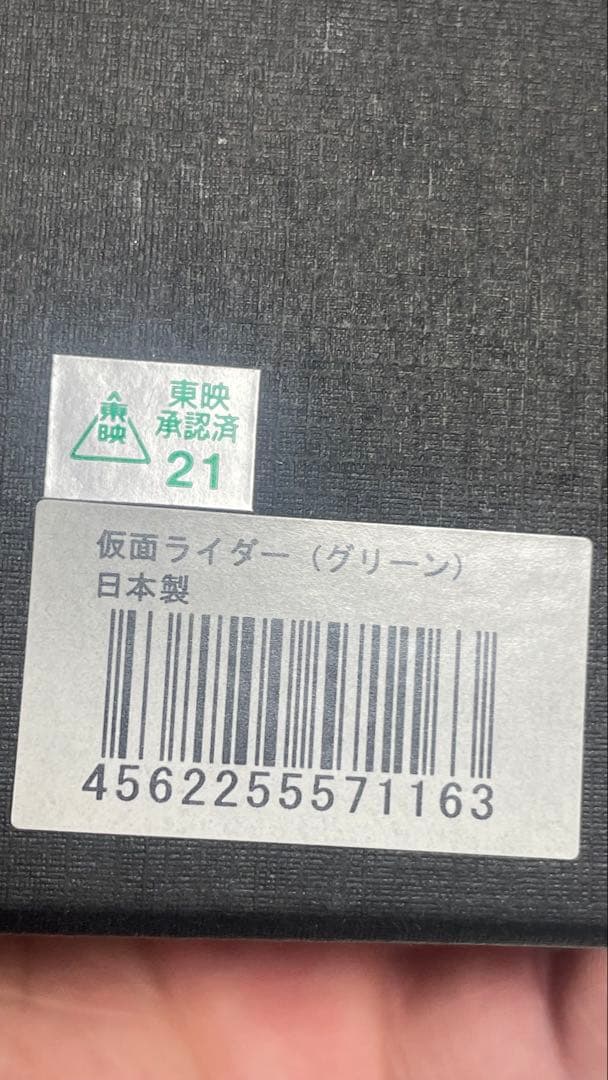 東映
東映
承認済
21
仮面ライダー（グリーン）
日本製
4562255571163